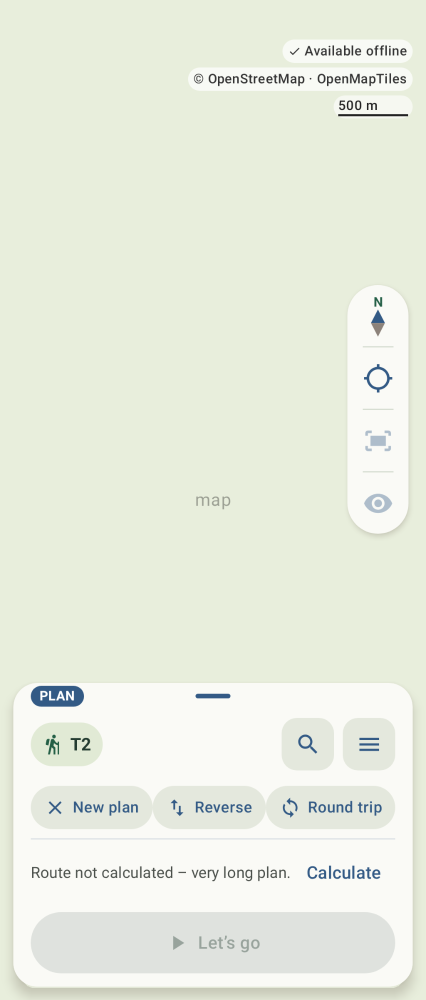 Available offline
© OpenStreetMap · OpenMapTiles
500 m
N
map
PLAN
T2
New plan
Reverse
Round trip
Route not calculated – very long plan.
Calculate
Let’s go